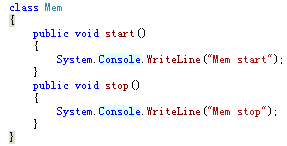 class Mem
{
    public void start()
    {
        System.Console.WriteLine("Mem start");
    }
    public void stop()
    {
        System.Console.WriteLine("Mem stop");
    }
}